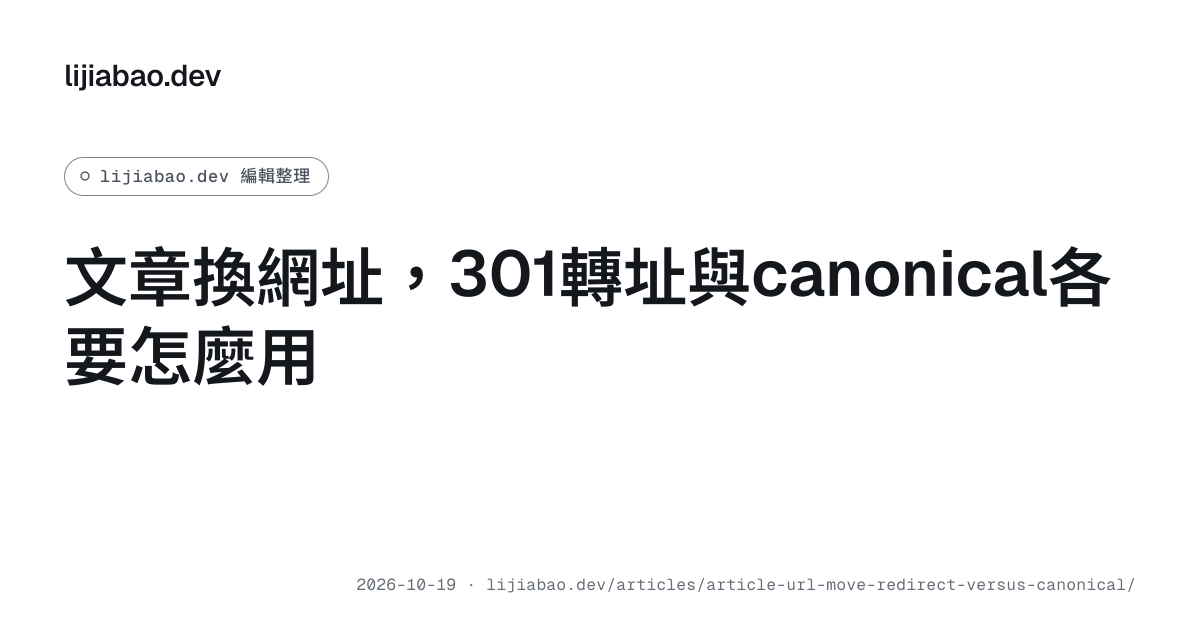 lijiabao.dev
lijiabao.dev 編輯整理
文章換網址，301轉址與canonical各
要怎麼用
2026-10-19 · lijiabao.dev/articles/article-url-move-redirect-versus-canonical/